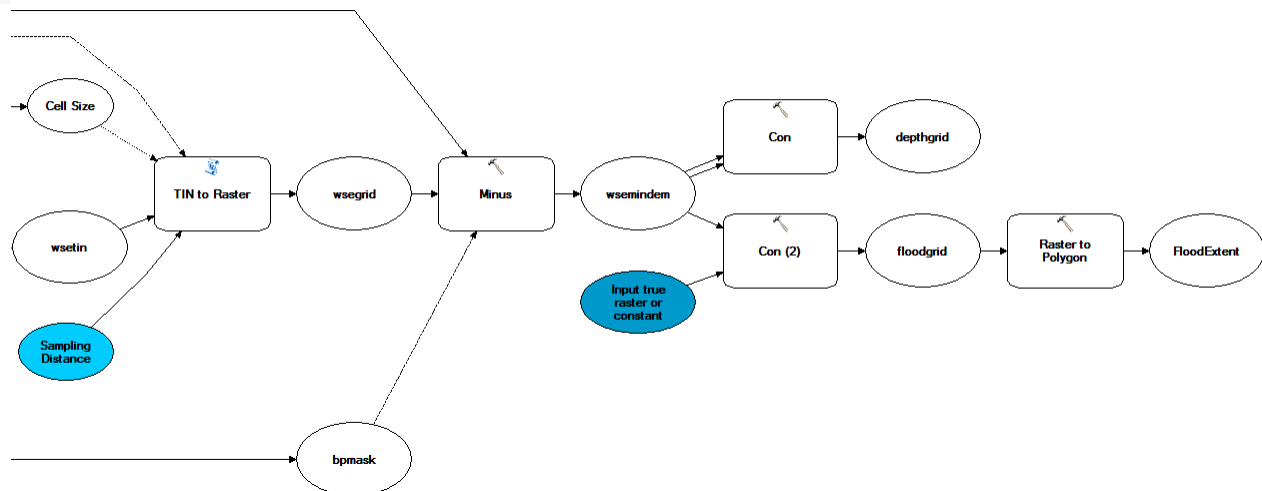 Cell Size
TIN to Raster
wsetin
Sampling
Distance
wsegrid
bpmask
Minus
wsemindem
Input true
raster or
constant
Con
Con (2)
depthgrid
floodgrid
Raster to
Polygon
FloodExtent